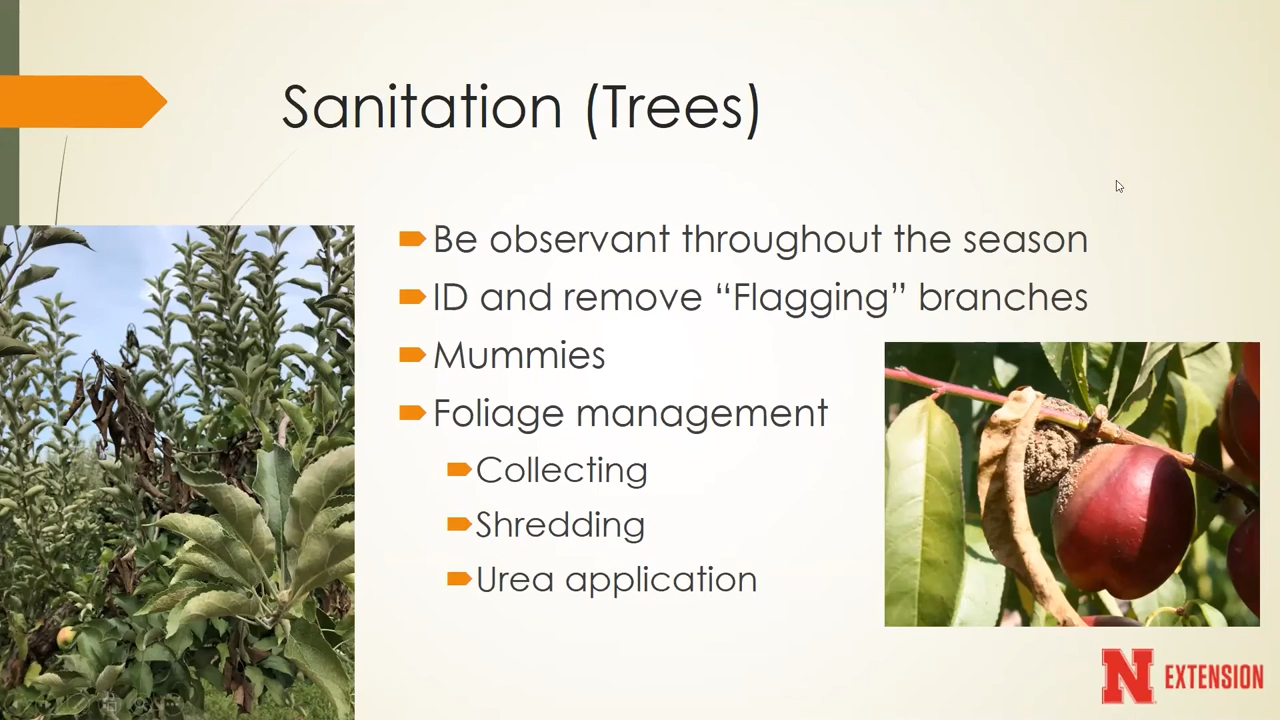 Sanitation (Trees)
Be observant throughout the season
ID and remove “Flagging” branches
Mummies
Foliage management
Collecting
Shredding
Urea application
N EXTENSION